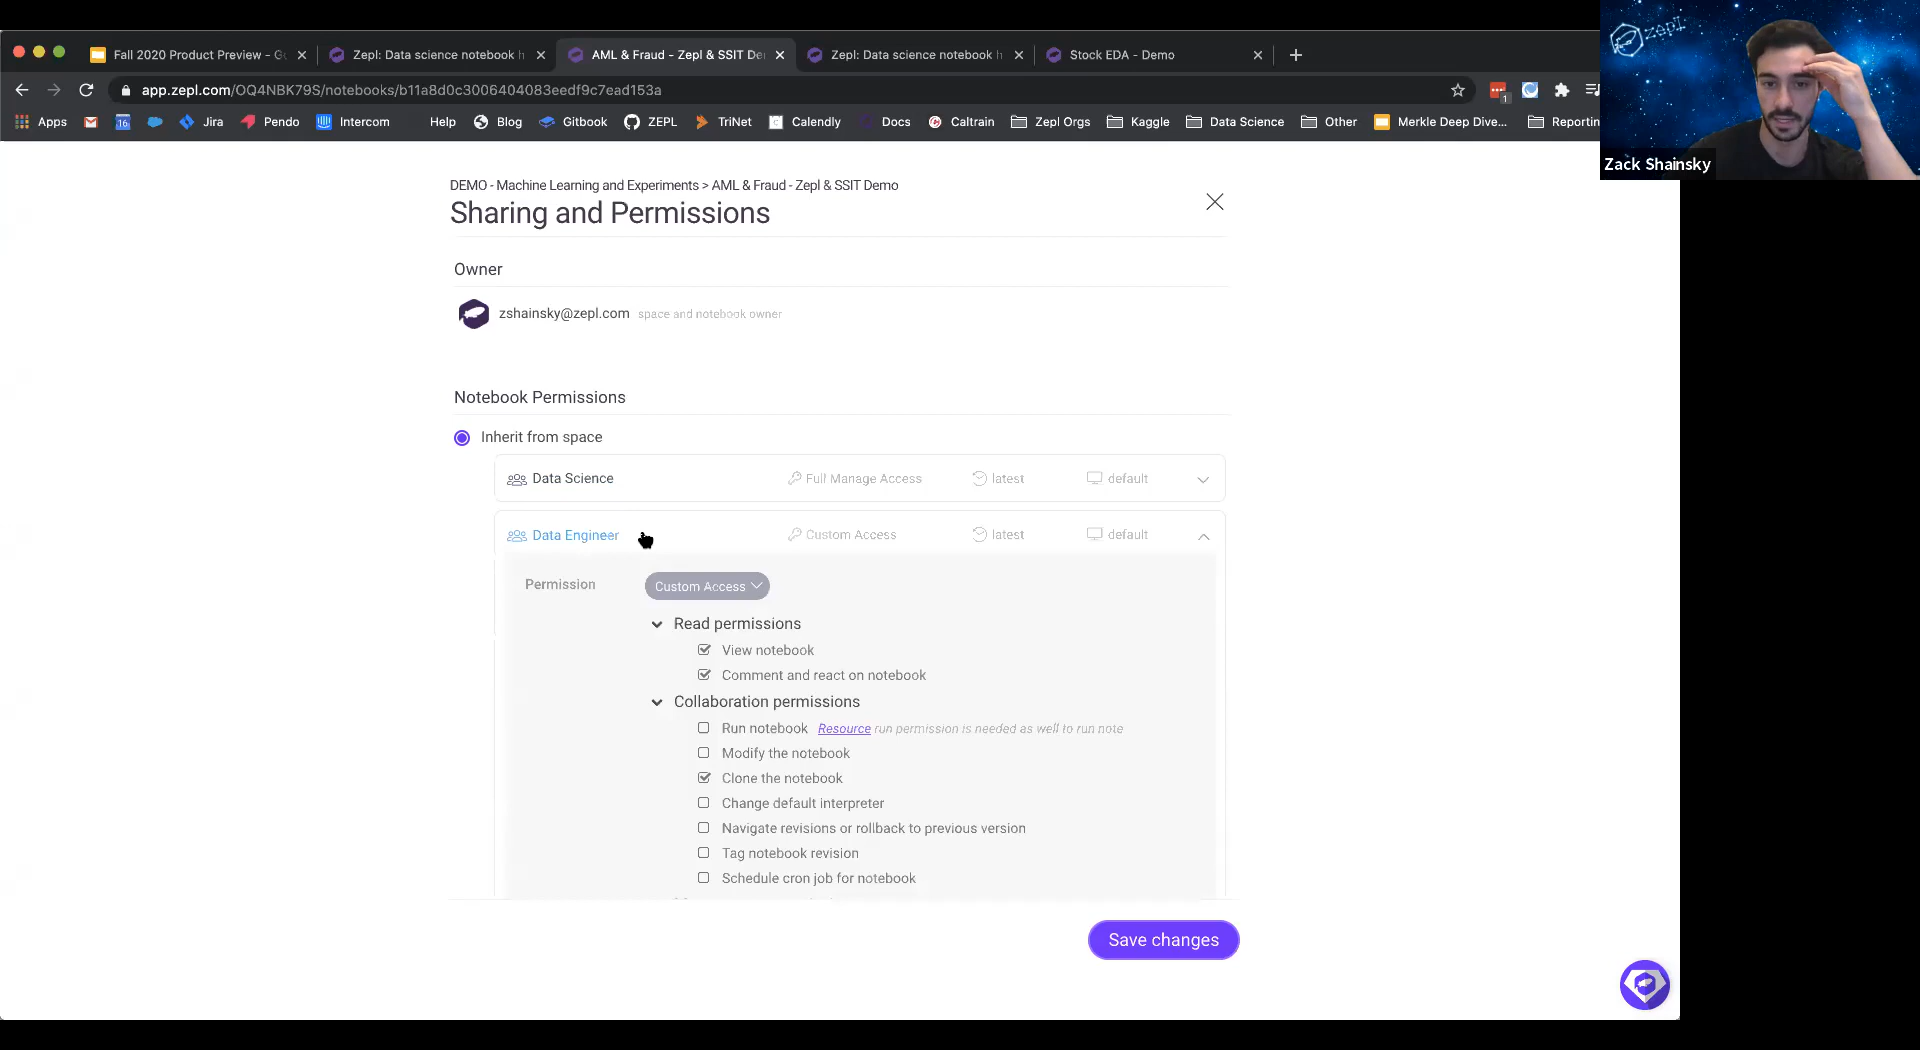 Fall 2020 Product Preview - G
Zepl: Data science notebook h
AML & Fraud - Zepl & SSIT De
Zepl: Data science notebook h
Stock EDA - Demo
zepl
app.zepl.com/OQ4NBK79S/notebooks/b11a8d0c3006404083eedf9c7ead153a
1
Apps
16
Jira
Pendo
Intercom
Help
Blog
Gitbook
ZEPL
TriNet
Calendly
Docs
Caltrain
Zepl Orgs
Kaggle
Data Science
Other
Merkle Deep Dive...
Reportin
Zack Shainsky
DEMO - Machine Learning and Experiments > AML & Fraud - Zepl & SSIT Demo
Sharing and Permissions
Owner
zshainsky@zepl.com space and notebook owner
Notebook Permissions
Inherit from space
Data Science Full Manage Access latest default
Data Engineer Custom Access latest default
Permission Custom Access
Read permissions
View notebook
Comment and react on notebook
Collaboration permissions
Run notebook Resource run permission is needed as well to run note
Modify the notebook
Clone the notebook
Change default interpreter
Navigate revisions or rollback to previous version
Tag notebook revision
Schedule cron job for notebook
Save changes